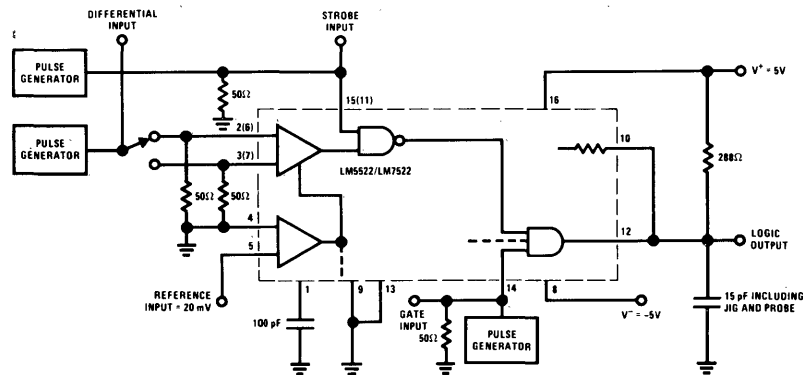 DIFFERENTIAL
INPUT
STROBE
INPUT
PULSE
GENERATOR
V+ = 5V
50Ω
15(11)
16
PULSE
GENERATOR
2(6)
10
3(7)
LM5522/LM7522
288Ω
50Ω
50Ω
4
12
LOGIC
OUTPUT
5
REFERENCE
INPUT = 20 mV
1
9
13
14
8
15 pF INCLUDING
JIG AND PROBE
100 pF
GATE
INPUT
50Ω
PULSE
GENERATOR
V− = −5V